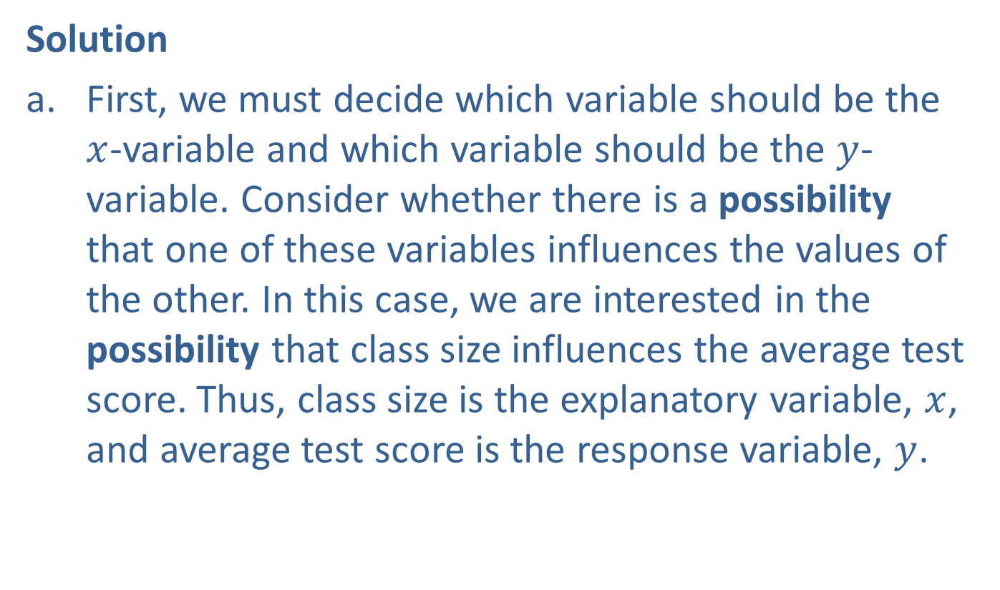 Solution
a. First, we must decide which variable should be the
x-variable and which variable should be the y-
variable. Consider whether there is a possibility
that one of these variables influences the values of
the other. In this case, we are interested in the
possibility that class size influences the average test
score. Thus, class size is the explanatory variable, x,
and average test score is the response variable, y.